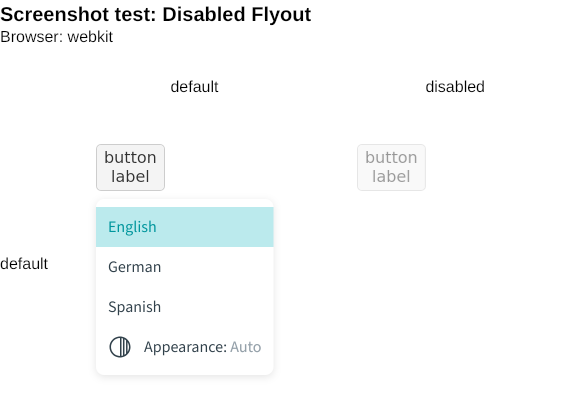 Screenshot test: Disabled Flyout
Browser: webkit
default
disabled
button
label
button
label
default
English
German
Spanish
Appearance: Auto